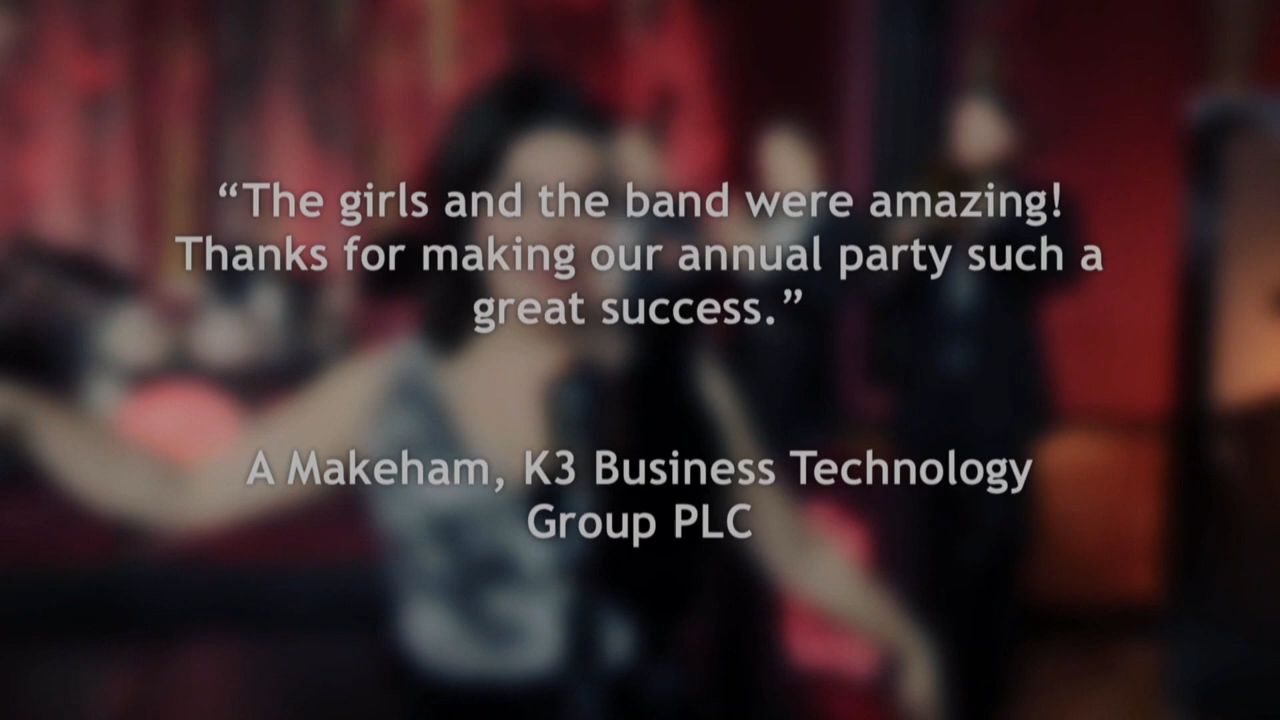 “The girls and the band were amazing!
Thanks for making our annual party such a
great success.”
A Makeham, K3 Business Technology
Group PLC